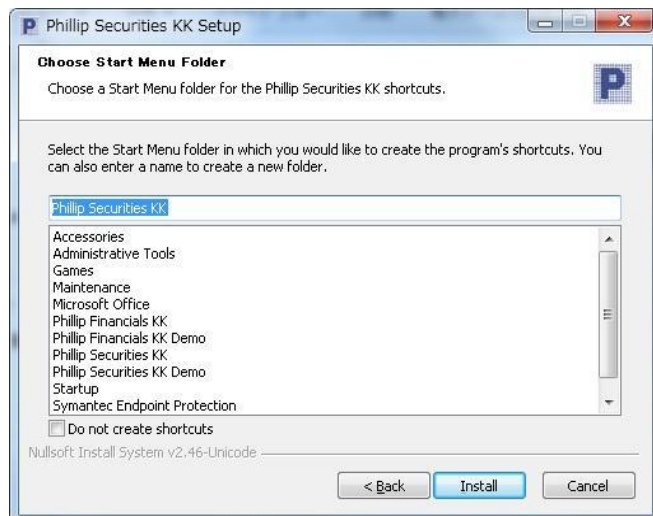 P Phillip Securities KK Setup
Choose Start Menu Folder
Choose a Start Menu folder for the Phillip Securities KK shortcuts.
P
Select the Start Menu folder in which you would like to create the program's shortcuts. You
can also enter a name to create a new folder.
Phillip Securities KK
Accessories
Administrative Tools
Games
Maintenance
Microsoft Office
Phillip Financials KK
Phillip Financials KK Demo
Phillip Securities KK
Phillip Securities KK Demo
Startup
Symantec Endpoint Protection
Do not create shortcuts
Nullsoft Install System v2.46-Unicode
< Back Install Cancel